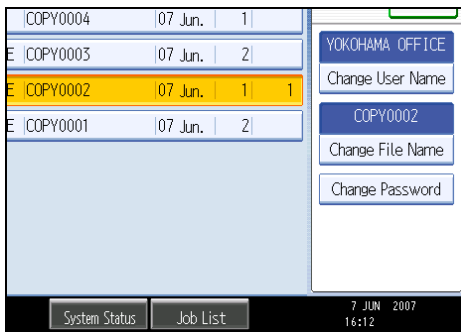 COPY0004 07 Jun. 1
E COPY0003 07 Jun. 2
E COPY0002 07 Jun. 1 1
E COPY0001 07 Jun. 2
YOKOHAMA OFFICE
Change User Name
COPY0002
Change File Name
Change Password
System Status Job List
7 JUN 2007
16:12